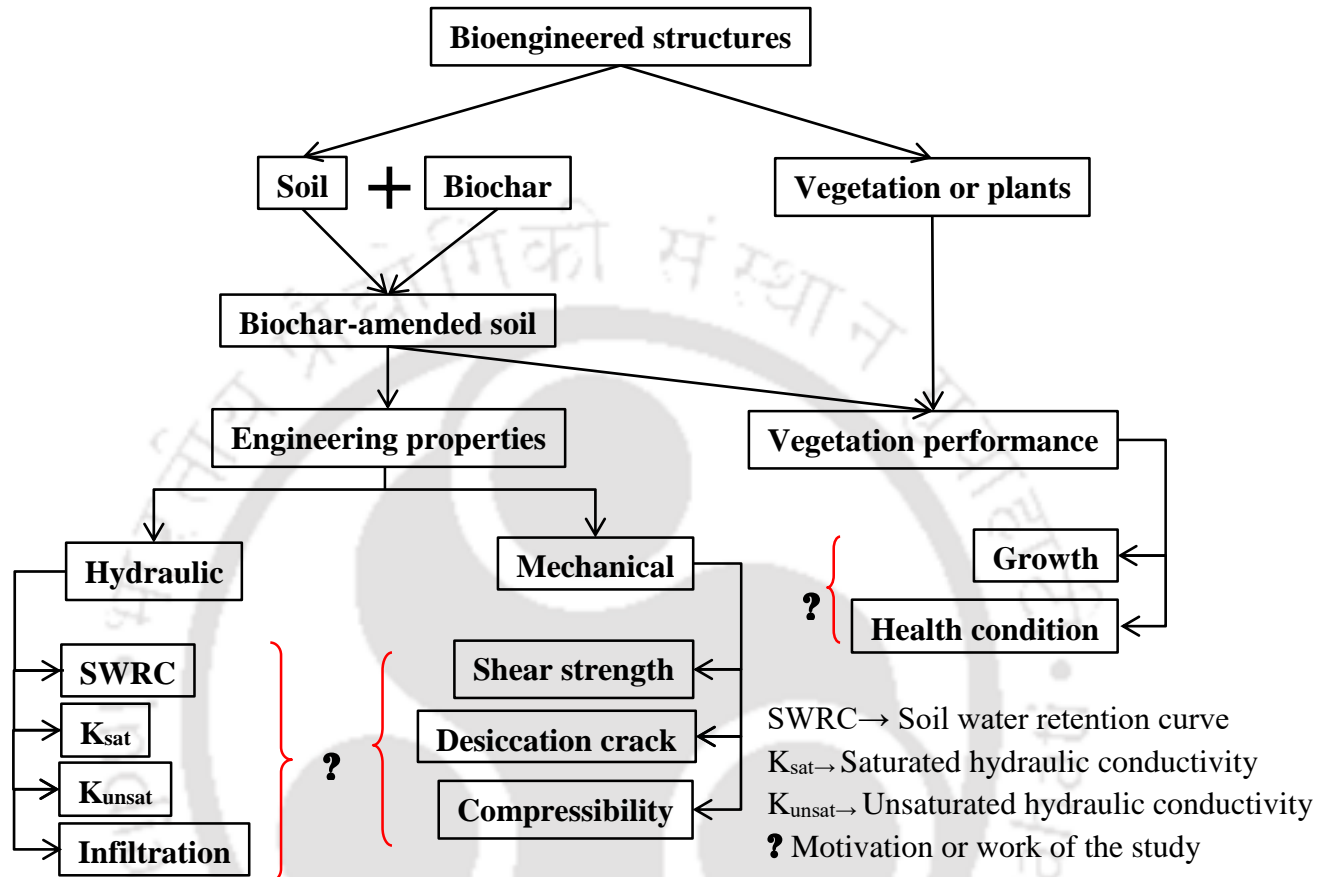 Bioengineered structures
Soil + Biochar
Vegetation or plants
Biochar-amended soil
Engineering properties
Vegetation performance
Hydraulic
Mechanical
Growth
Health condition
?
SWRC
Ksat
Kunsat
Infiltration
?
Shear strength
Desiccation crack
Compressibility
SWRC→ Soil water retention curve
Ksat→ Saturated hydraulic conductivity
Kunsat→ Unsaturated hydraulic conductivity
? Motivation or work of the study